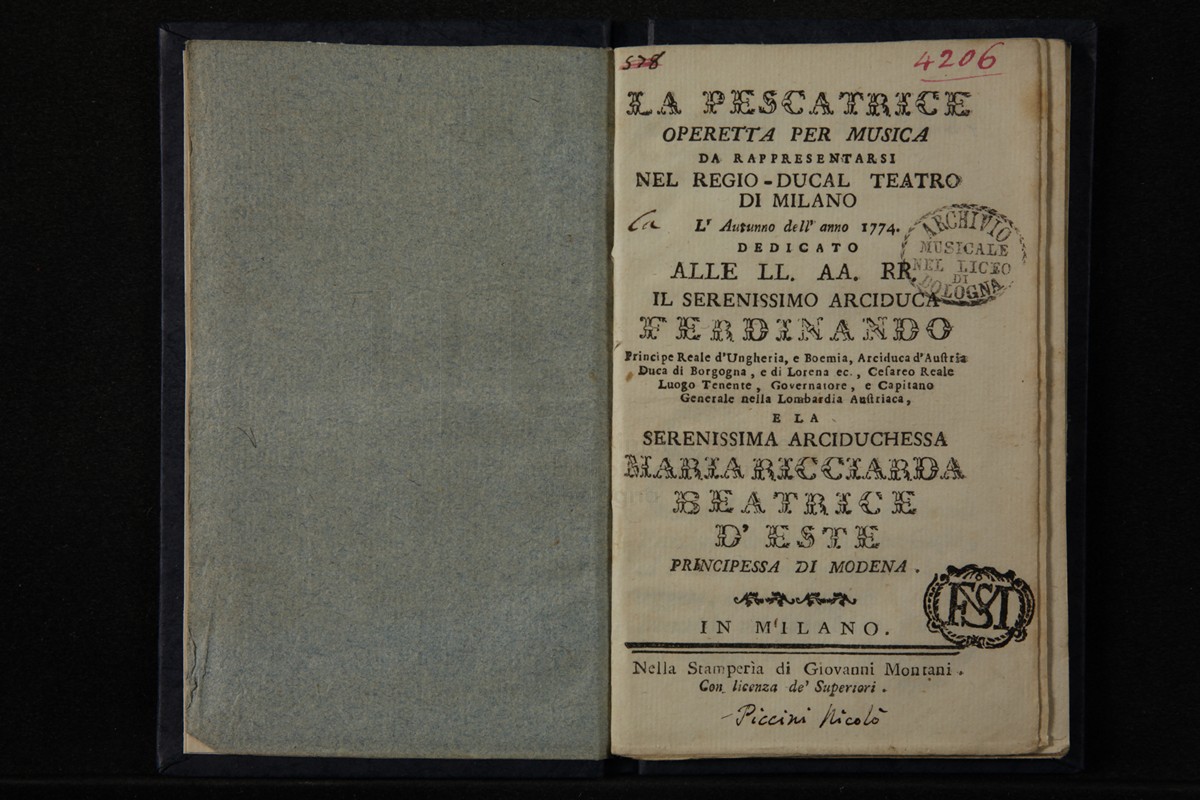 528
4206
LA PESCATRICE
OPERETTA PER MUSICA
DA RAPPRESENTARSI
NEL REGIO-DUCAL TEATRO
DI MILANO
Ca L' Autunno dell' anno 1774.
DEDICATO
ALLE LL. AA. RR.
IL SERENISSIMO ARCIDUCA
FERDINANDO
Principe Reale d'Ungheria, e Boemia, Arciduca d'Auſtria
Duca di Borgogna, e di Lorena ec., Ceſareo Reale
Luogo Tenente, Governatore, e Capitano
Generale nella Lombardia Auſtriaca,
E LA
SERENISSIMA ARCIDUCHESSA
MARIA RICCIARDA
BEATRICE
D' ESTE
PRINCIPESSA DI MODENA.
IN MILANO.
Nella Stamperìa di Giovanni Montani.
Con licenza de' Superiori.
Piccini Nicolò
ARCHIVIO
MUSICALE
NEL LICEO
DI
BOLOGNA